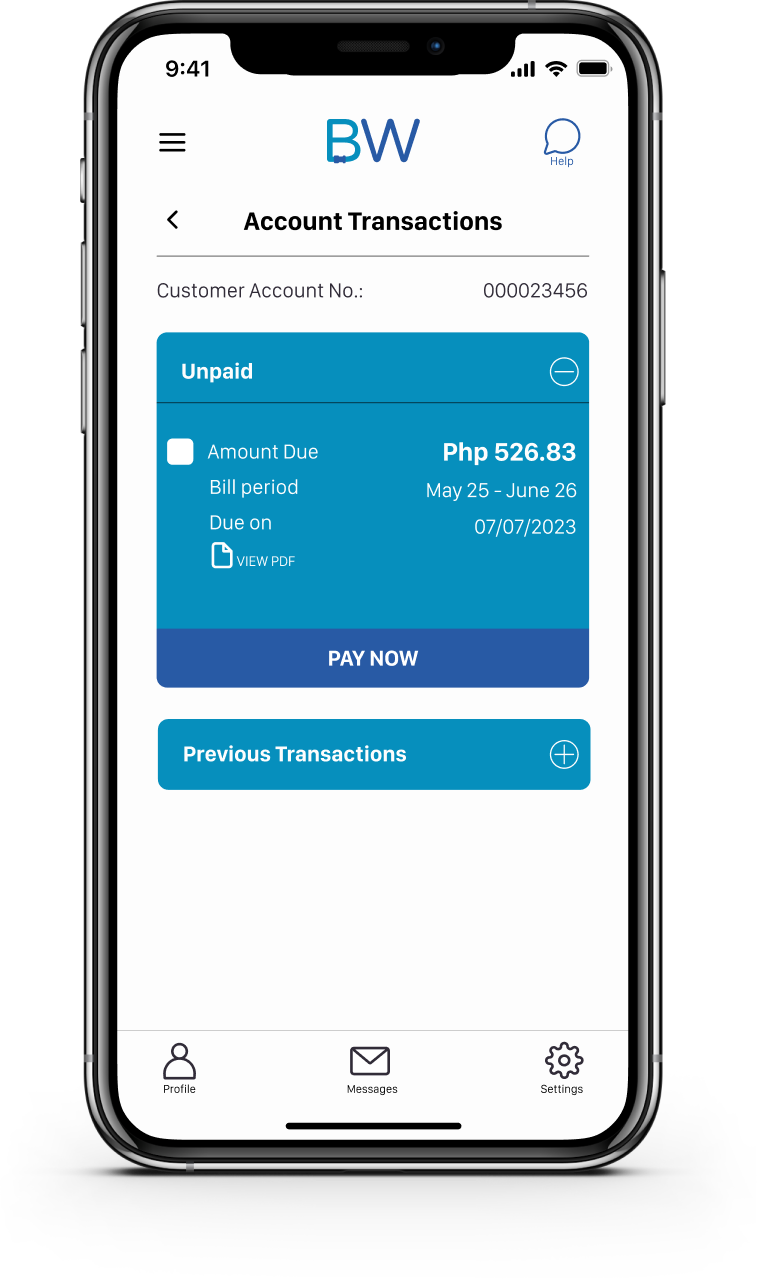 9:41
BW
Help
Account Transactions
Customer Account No.: 000023456
Unpaid
Amount Due Php 526.83
Bill period May 25 - June 26
Due on 07/07/2023
VIEW PDF
PAY NOW
Previous Transactions
Profile Messages Settings